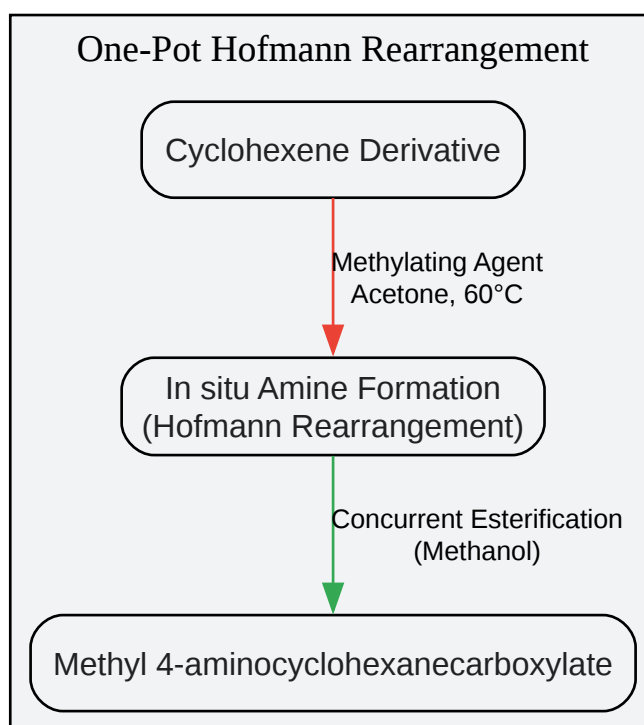 One-Pot Hofmann Rearrangement
Cyclohexene Derivative
Methylating Agent
Acetone, 60°C
In situ Amine Formation
(Hofmann Rearrangement)
Concurrent Esterification
(Methanol)
Methyl 4-aminocyclohexanecarboxylate